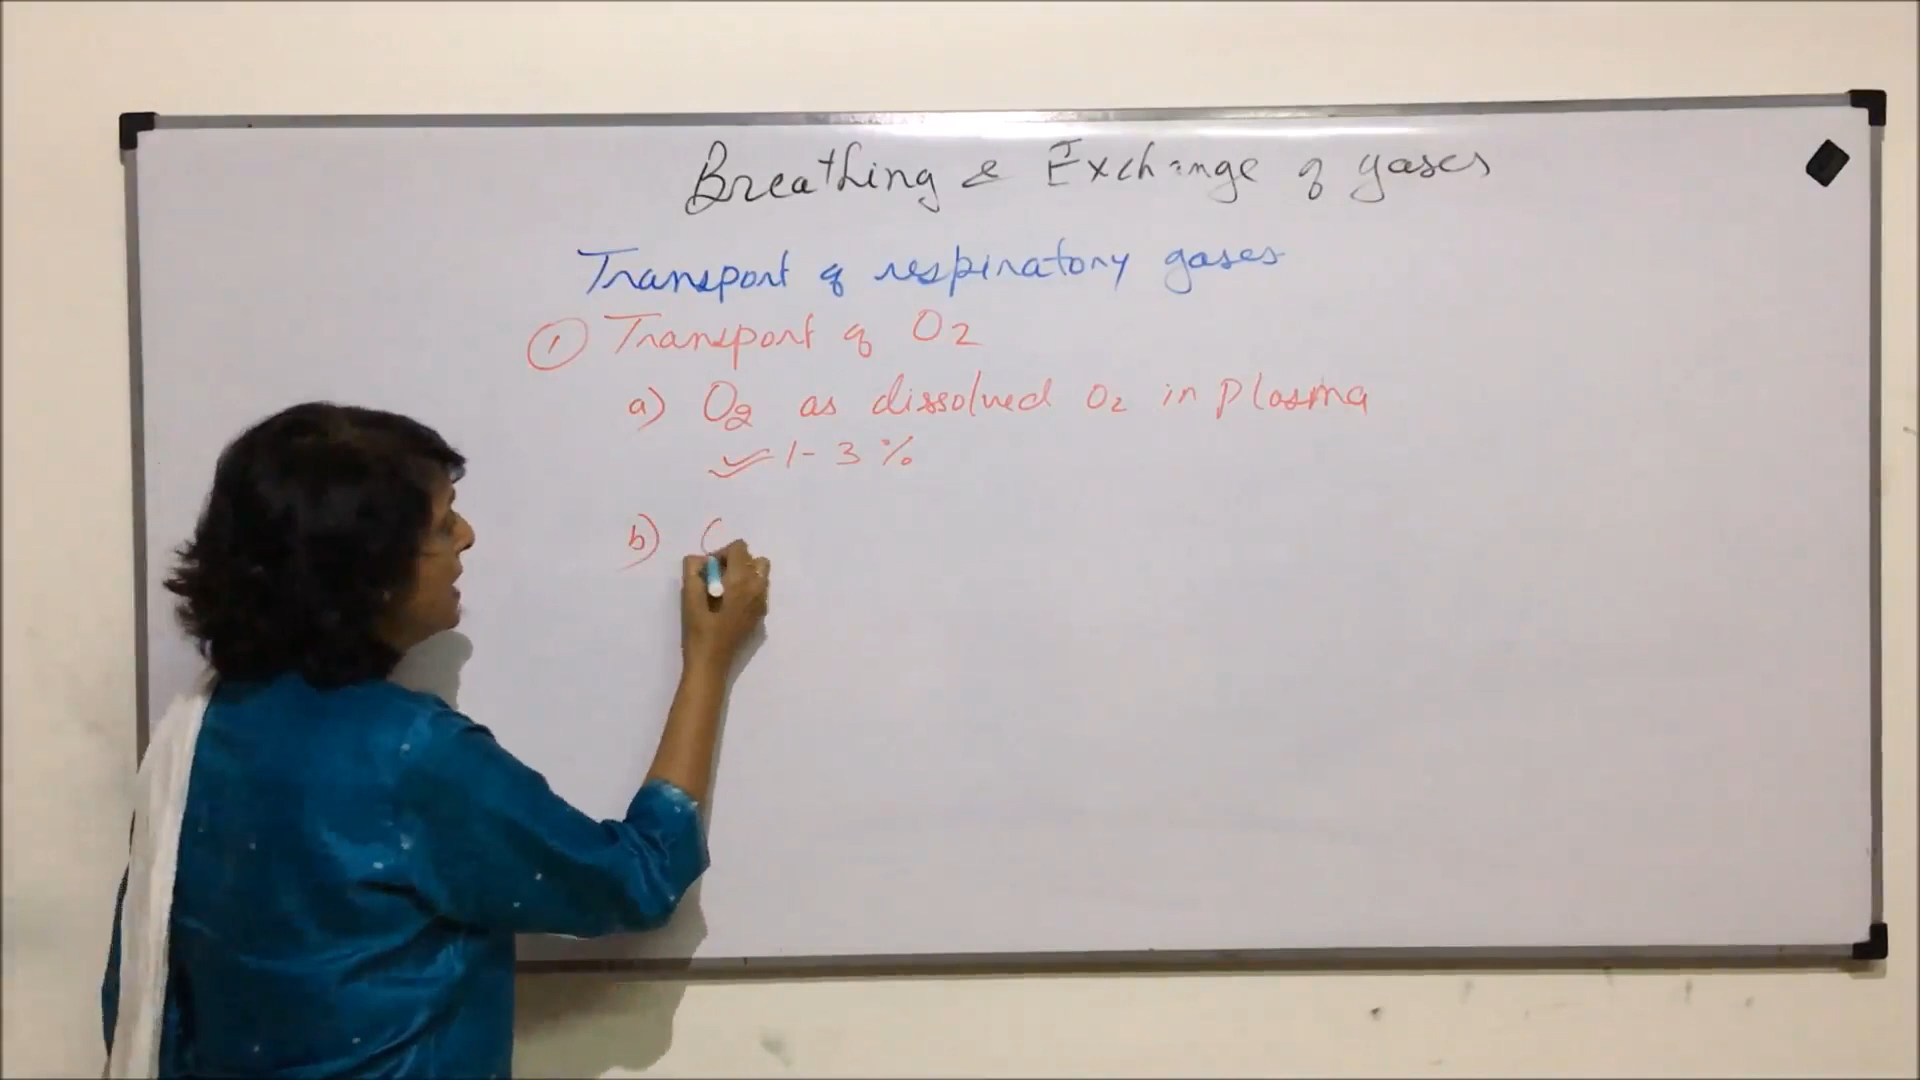 Breathing & Exchange of gases
Transport of respiratory gases
① Transport of O2
a) O2 as dissolved O2 in plasma
1-3%
b)